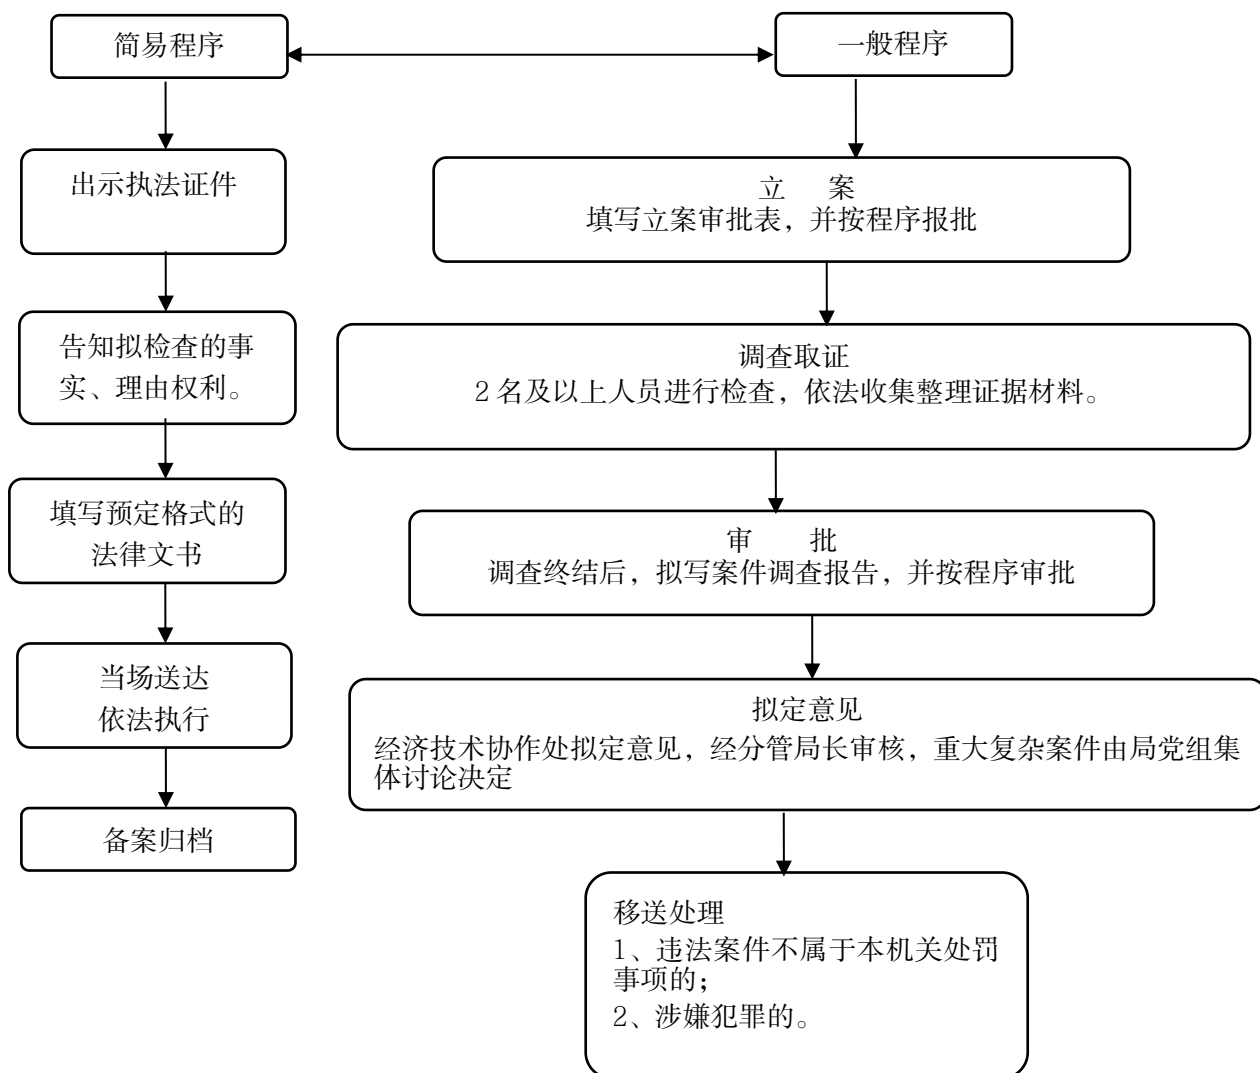 简易程序
一般程序
出示执法证件
告知拟检查的事
实、理由权利。
填写预定格式的
法律文书
当场送达
依法执行
备案归档
立 案
填写立案审批表，并按程序报批
调查取证
2名及以上人员进行检查，依法收集整理证据材料。
审 批
调查终结后，拟写案件调查报告，并按程序审批
拟定意见
经济技术协作处拟定意见，经分管局长审核，重大复杂案件由局党组集
体讨论决定
移送处理
1、违法案件不属于本机关处罚
事项的；
2、涉嫌犯罪的。